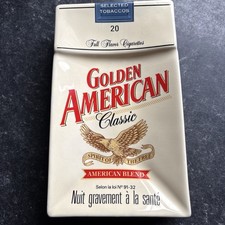 SELECTED
TOBACCOS
20
Full Flavor Cigarettes
GOLDEN
AMERICAN
Classic
SPIRIT OF THE FREE
AMERICAN BLEND
Selon la loi N° 91-32
Nuit gravement à la santé